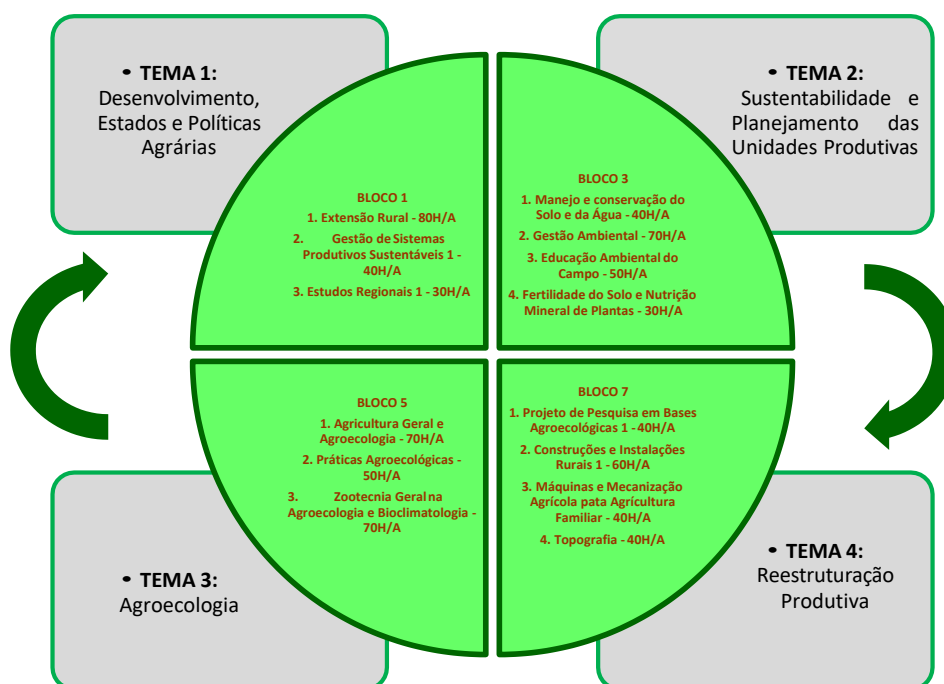 • TEMA 1:
Desenvolvimento,
Estados e Políticas
Agrárias
• TEMA 2:
Sustentabilidade e
Planejamento das
Unidades Produtivas
BLOCO 1
1. Extensão Rural - 80H/A
2. Gestão de Sistemas
Produtivos Sustentáveis 1 -
40H/A
3. Estudos Regionais 1 - 30H/A
BLOCO 3
1. Manejo e conservação do
Solo e da Água - 40H/A
2. Gestão Ambiental - 70H/A
3. Educação Ambiental do
Campo - 50H/A
4. Fertilidade do Solo e Nutrição
Mineral de Plantas - 30H/A
BLOCO 5
1. Agricultura Geral e
Agroecologia - 70H/A
2. Práticas Agroecológicas -
50H/A
3. Zootecnia Geral na
Agroecologia e Bioclimatologia -
70H/A
BLOCO 7
1. Projeto de Pesquisa em Bases
Agroecológicas 1 - 40H/A
2. Construções e Instalações
Rurais 1 - 60H/A
3. Máquinas e Mecanização
Agrícola pata Agrícultura
Familiar - 40H/A
4. Topografia - 40H/A
• TEMA 3:
Agroecologia
• TEMA 4:
Reestruturação
Produtiva